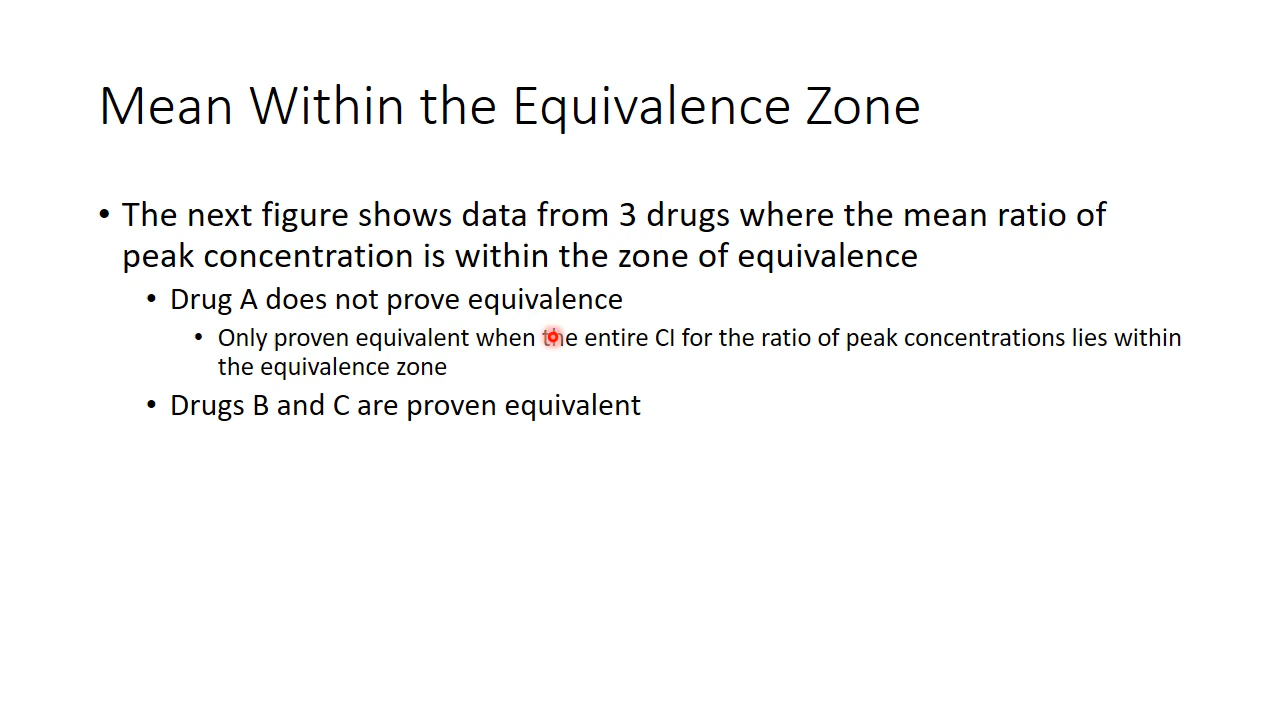 Mean Within the Equivalence Zone
• The next figure shows data from 3 drugs where the mean ratio of
peak concentration is within the zone of equivalence
• Drug A does not prove equivalence
• Only proven equivalent when the entire CI for the ratio of peak concentrations lies within
the equivalence zone
• Drugs B and C are proven equivalent